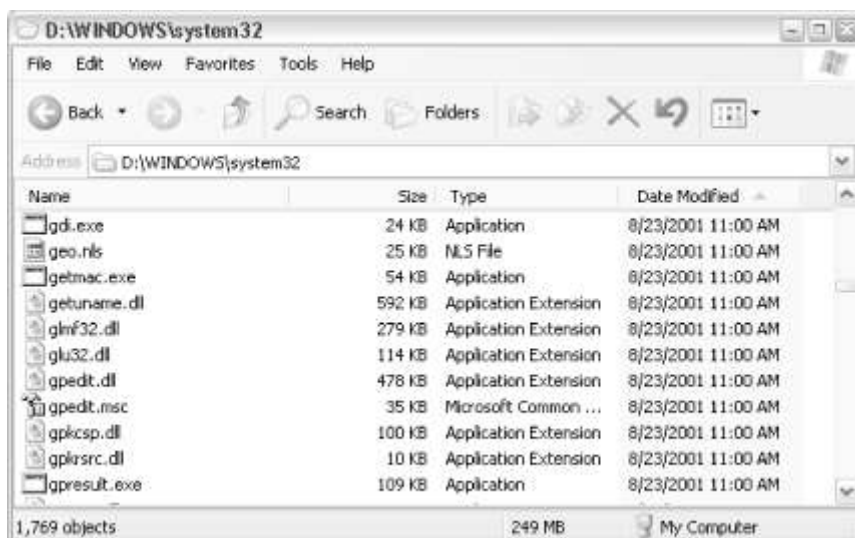 D:\WINDOWS\system32
File Edit View Favorites Tools Help
Back Search Folders
Address D:\WINDOWS\system32
Name Size Type Date Modified
gdi.exe 24 KB Application 8/23/2001 11:00 AM
geo.nls 25 KB NLS File 8/23/2001 11:00 AM
getmac.exe 54 KB Application 8/23/2001 11:00 AM
getuname.dll 592 KB Application Extension 8/23/2001 11:00 AM
glmf32.dll 279 KB Application Extension 8/23/2001 11:00 AM
glu32.dll 114 KB Application Extension 8/23/2001 11:00 AM
gpedit.dll 478 KB Application Extension 8/23/2001 11:00 AM
gpedit.msc 35 KB Microsoft Common ... 8/23/2001 11:00 AM
gpkcsp.dll 100 KB Application Extension 8/23/2001 11:00 AM
gpkrsrc.dll 10 KB Application Extension 8/23/2001 11:00 AM
gpresult.exe 109 KB Application 8/23/2001 11:00 AM
1,769 objects 249 MB My Computer